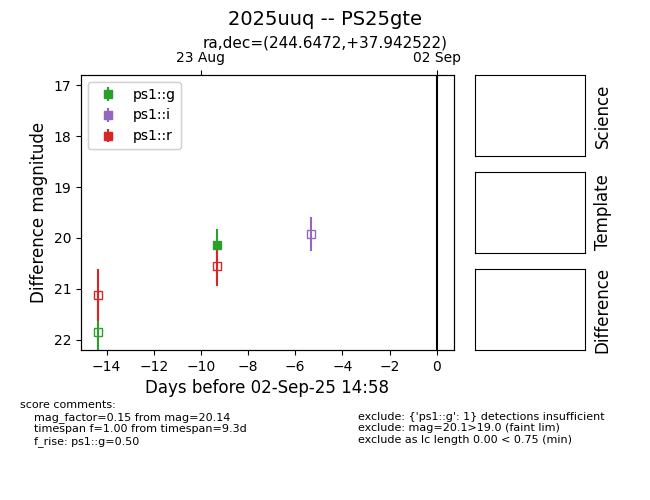 2025uuq -- PS25gte
ra,dec=(244.6472,+37.942522)
23 Aug
02 Sep
ps1::g
ps1::i
ps1::r
17
18
19
20
21
22
Difference magnitude
−14
−12
−10
−8
−6
−4
−2
0
Days before 02-Sep-25 14:58
Science
Template
Difference
score comments:
mag_factor=0.15 from mag=20.14
timespan f=1.00 from timespan=9.3d
f_rise: ps1::g=0.50
exclude: {'ps1::g': 1} detections insufficient
exclude: mag=20.1>19.0 (faint lim)
exclude as lc length 0.00 < 0.75 (min)